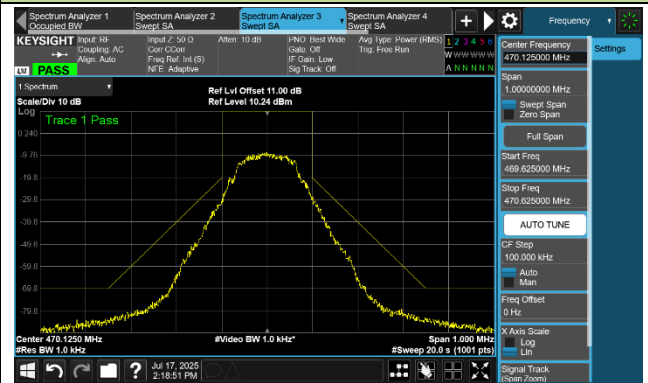 Spectrum Analyzer 1
Occupied BW
Spectrum Analyzer 2
Swept SA
Spectrum Analyzer 3
Swept SA
Spectrum Analyzer 4
Swept SA
Frequency
KEYSIGHT
Input: RF
Coupling: AC
Align: Auto
Input Z: 50 Ω
Corr CCorr
Freq Ref: Int (S)
NFE: Adaptive
Atten: 10 dB
PNO: Best Wide
Gate: Off
IF Gain: Low
Sig Track: Off
Avg Type: Power (RMS)
Trig: Free Run
1 2 3 4 5 6
W W W W W W
A N N N N N
LXI
PASS
1 Spectrum
Scale/Div 10 dB
Ref Lvl Offset 11.00 dB
Ref Level 10.24 dBm
Log
Trace 1 Pass
0.240
-9.76
-19.8
-29.8
-39.8
-49.8
-59.8
-69.8
-79.8
Center 470.1250 MHz
#Res BW 1.0 kHz
#Video BW 1.0 kHz*
Span 1.000 MHz
#Sweep 20.0 s (1001 pts)
Jul 17, 2025
2:18:51 PM
Center Frequency
470.125000 MHz
Settings
Span
1.00000000 MHz
Swept Span
Zero Span
Full Span
Start Freq
469.625000 MHz
Stop Freq
470.625000 MHz
AUTO TUNE
CF Step
100.000 kHz
Auto
Man
Freq Offset
0 Hz
X Axis Scale
Log
Lin
Signal Track
(Span Zoom)